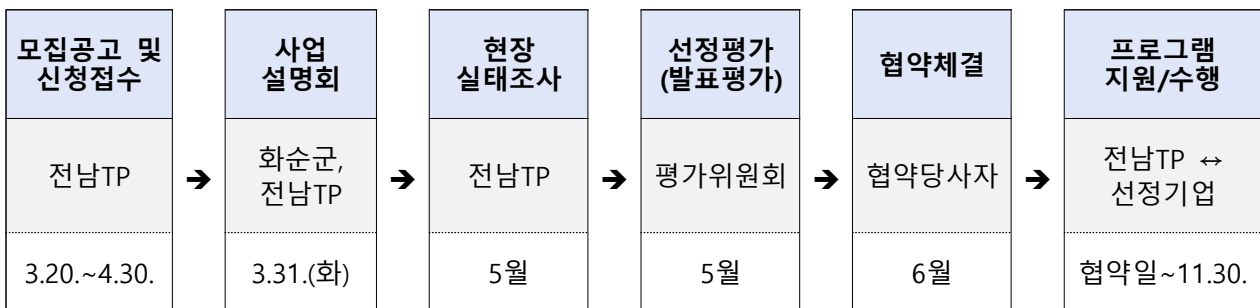 모집공고 및
신청접수
전남TP
3.20.~4.30.
➔
사업
설명회
화순군,
전남TP
3.31.(화)
➔
현장
실태조사
전남TP
5월
➔
선정평가
(발표평가)
평가위원회
5월
➔
협약체결
협약당사자
6월
➔
프로그램
지원/수행
전남TP ↔
선정기업
협약일~11.30.